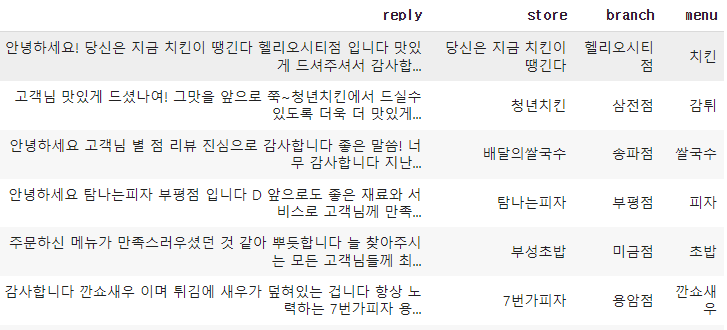 reply store branch menu
안녕하세요! 당신은 지금 치킨이 땡긴다 헬리오시티점 입니다 맛있 당신은 지금 치킨이 헬리오시티 치킨
게 드셔주셔서 감사합... 땡긴다 점
고객님 맛있게 드셨나여! 그맛을 앞으로 쭉~청년치킨에서 드실수 청년치킨 삼전점 감튀
있도록 더욱 더 맛있게...
안녕하세요 고객님 별 점 리뷰 진심으로 감사합니다 좋은 말씀! 너 배달의쌀국수 송파점 쌀국수
무 감사합니다 지난...
안녕하세요 탐나는피자 부평점 입니다 D 앞으로도 좋은 재료와 서 탐나는피자 부평점 피자
비스로 고객님께 만족...
주문하신 메뉴가 만족스러우셨던 것 같아 뿌듯합니다 늘 찾아주시 부성초밥 미금점 초밥
는 모든 고객님들께 최...
감사합니다 깐쇼새우 이며 튀김에 새우가 덮혀있는 겁니다 항상 노 7번가피자 용암점 깐쇼새
력하는 7번가피자 용... 우